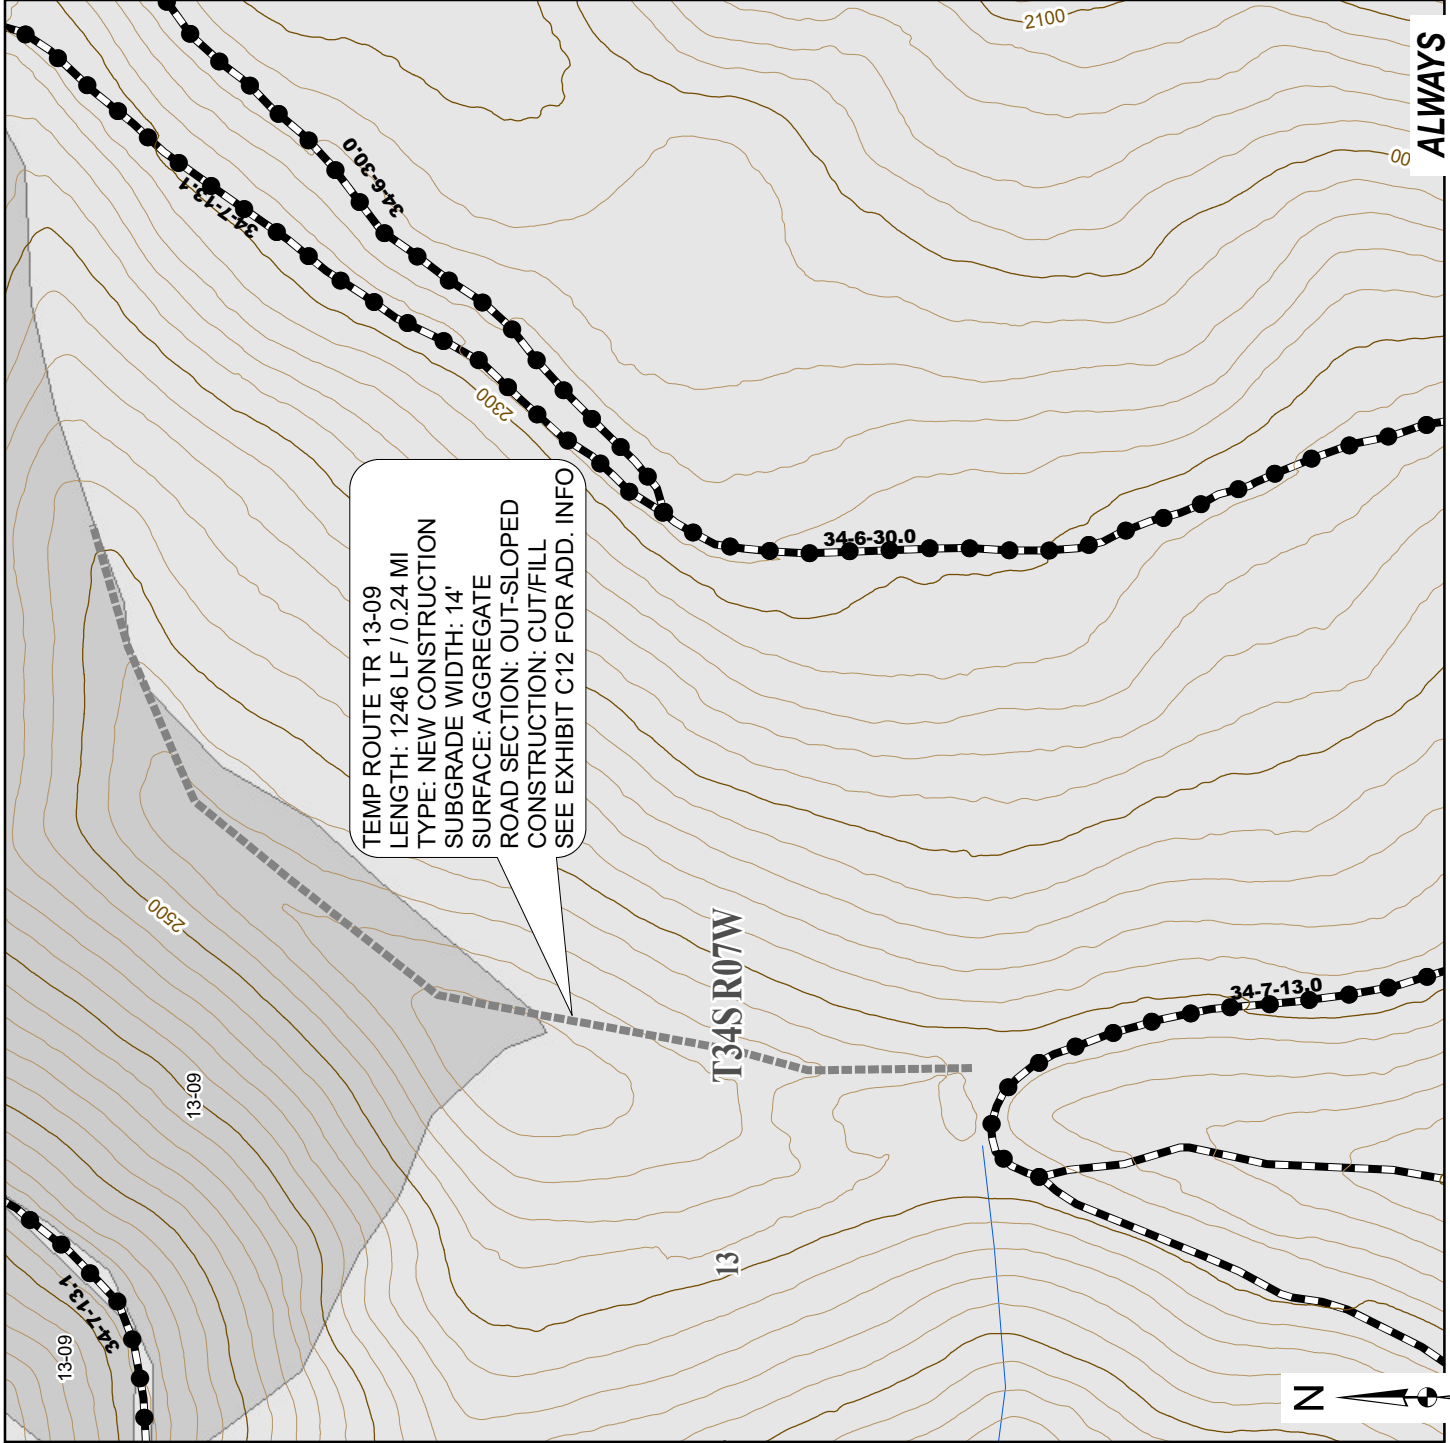 2100
00
ALWAYS
34-7-13.1
34-6-30.0
2300
TEMP ROUTE TR 13-09
LENGTH: 1246 LF / 0.24 MI
TYPE: NEW CONSTRUCTION
SUBGRADE WIDTH: 14'
SURFACE: AGGREGATE
ROAD SECTION: OUT-SLOPED
CONSTRUCTION: CUT/FILL
SEE EXHIBIT C12 FOR ADD. INFO
34-6-30.0
2500
T34S R07W
34-7-13.0
13-09
13
34-7-13.1
13-09
N